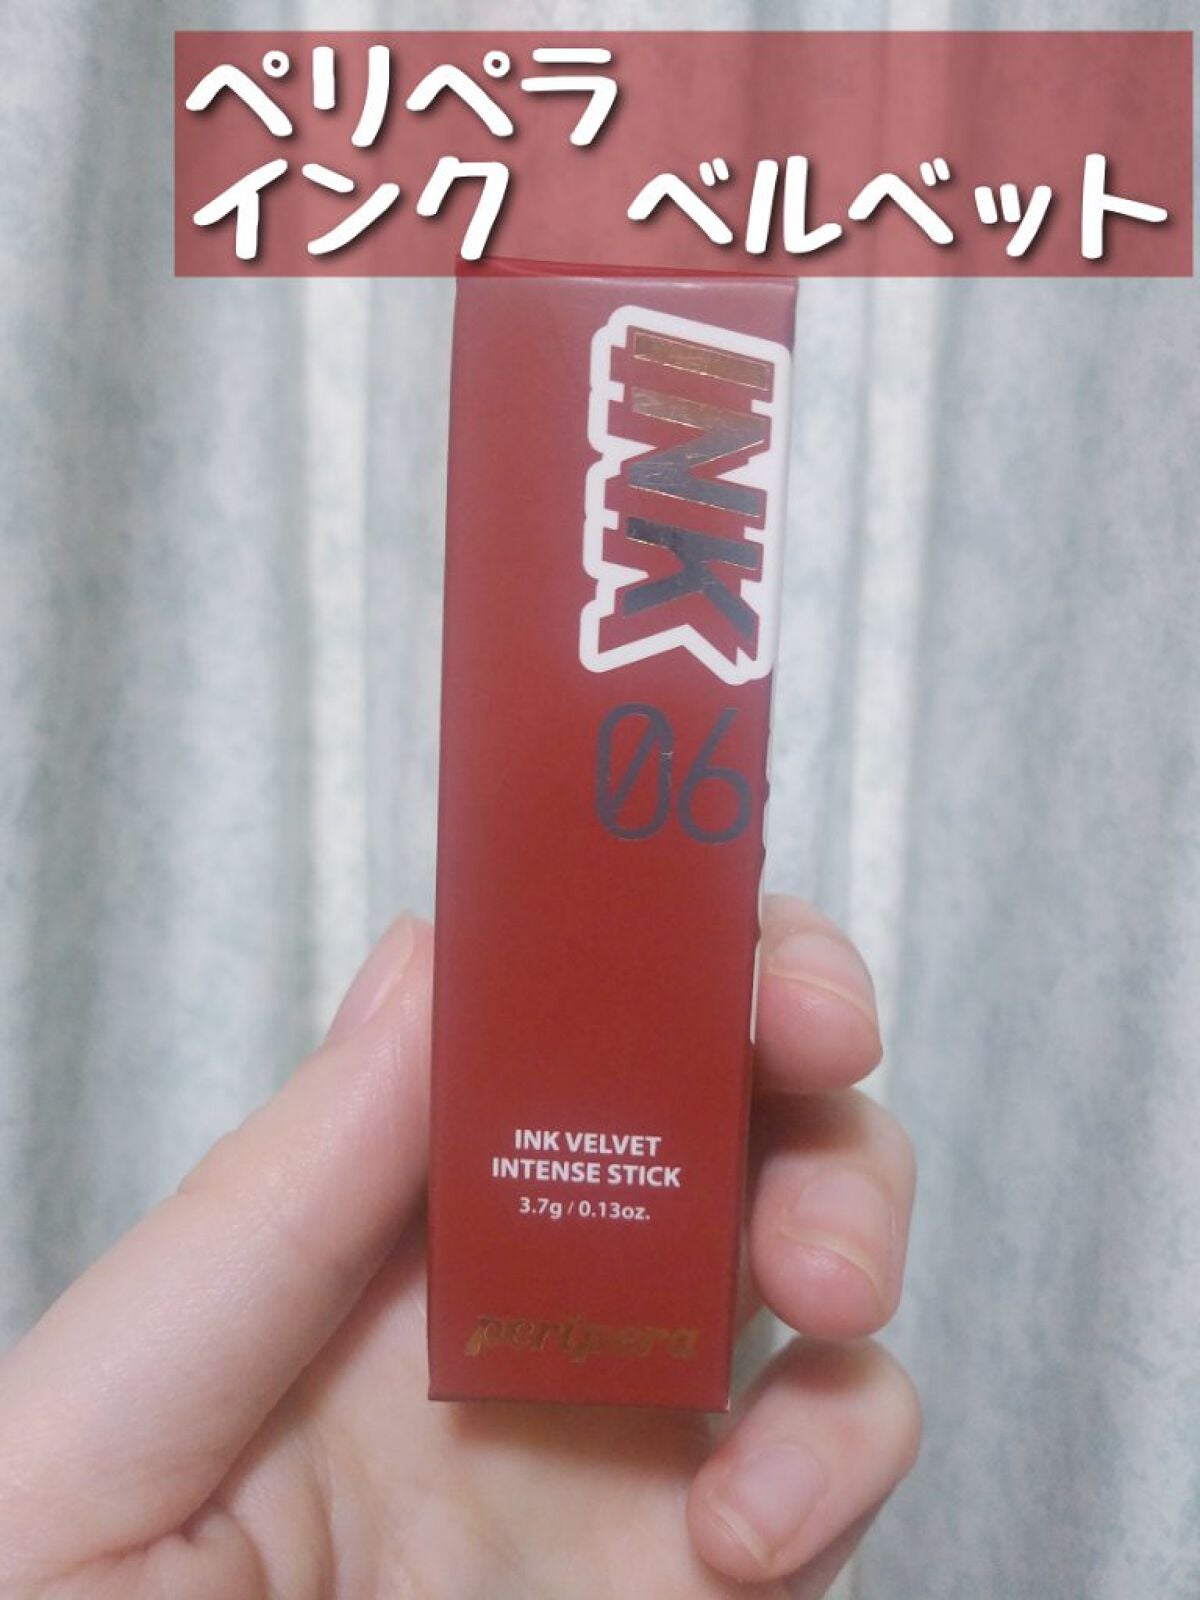 ペリペラ
インク ベルベット
INK
06
INK VELVET
INTENSE STICK
3.7g / 0.13oz.
peripera